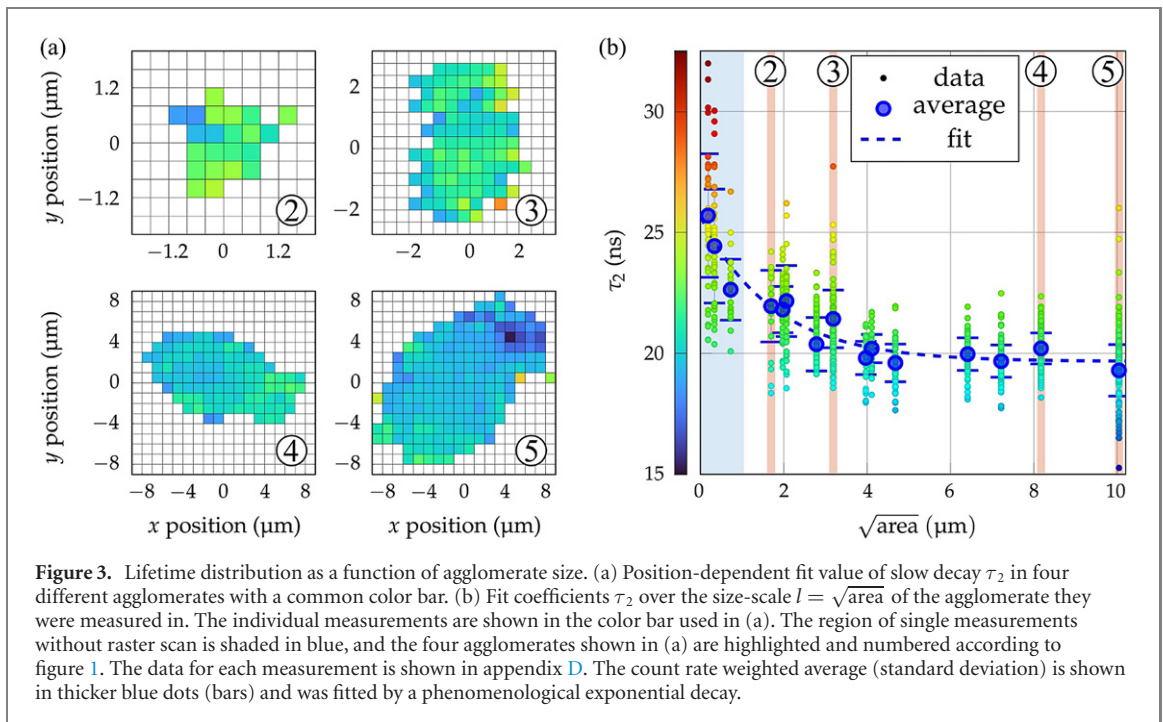 (a)
y position (μm)
1.2
0
−1.2
−1.2 0 1.2
②
2
0
−2
−2 0 2
③
y position (μm)
8
4
0
−4
−8
−8 −4 0 4 8
④
x position (μm)
8
4
0
−4
−8
−8 −4 0 4 8
⑤
x position (μm)
(b)
② ③ ④ ⑤
data
average
fit
τ2 (ns)
30
25
20
15
0 2 4 6 8 10
√area (μm)
Figure 3. Lifetime distribution as a function of agglomerate size. (a) Position-dependent fit value of slow decay τ2 in four
different agglomerates with a common color bar. (b) Fit coefficients τ2 over the size-scale l = √area of the agglomerate they
were measured in. The individual measurements are shown in the color bar used in (a). The region of single measurements
without raster scan is shaded in blue, and the four agglomerates shown in (a) are highlighted and numbered according to
figure 1. The data for each measurement is shown in appendix D. The count rate weighted average (standard deviation) is shown
in thicker blue dots (bars) and was fitted by a phenomenological exponential decay.